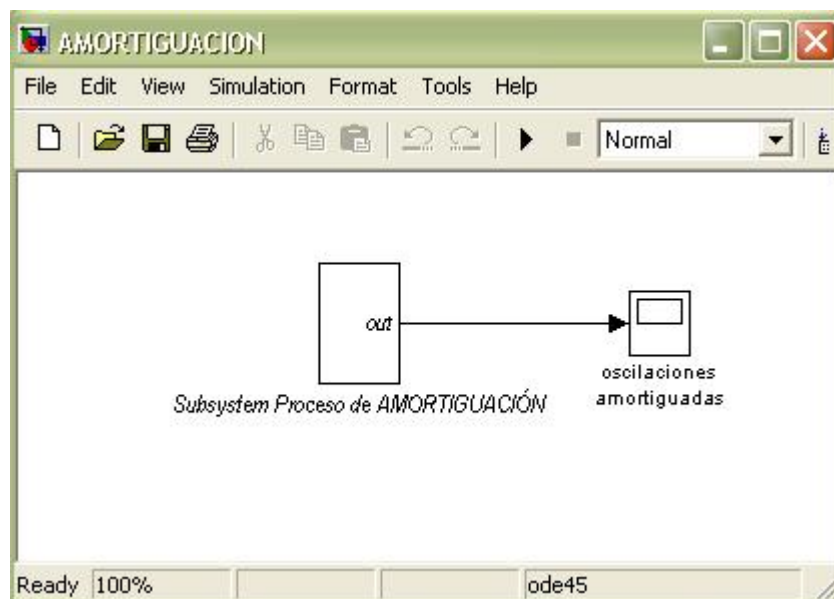 AMORTIGUACION
File Edit View Simulation Format Tools Help
Normal
out
Subsystem Proceso de AMORTIGUACIÓN
oscilaciones
amortiguadas
Ready 100% ode45